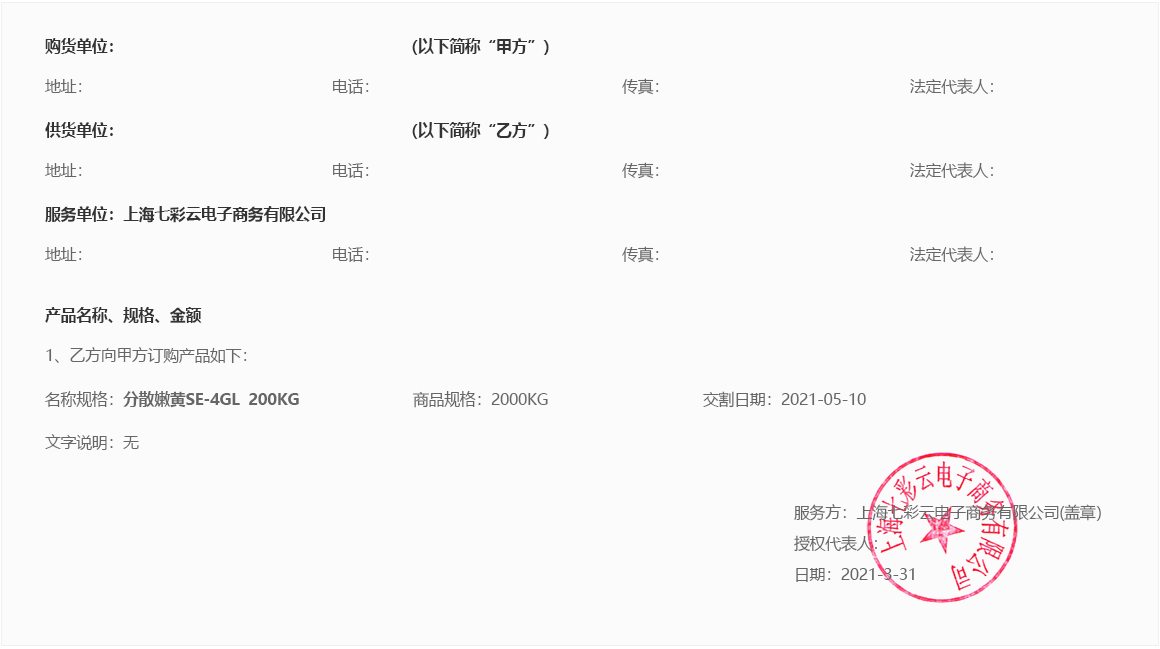 购货单位： (以下简称“甲方”)
地址： 电话： 传真： 法定代表人：
供货单位： (以下简称“乙方”)
地址： 电话： 传真： 法定代表人：
服务单位：上海七彩云电子商务有限公司
地址： 电话： 传真： 法定代表人：
产品名称、规格、金额
1、乙方向甲方订购产品如下：
名称规格：分散嫩黄SE-4GL 200KG 商品规格：2000KG 交割日期：2021-05-10
文字说明：无
服务方：上海七彩云电子商务有限公司(盖章)
授权代表人：
日期：2021-3-31
上海七彩云电子商务有限公司